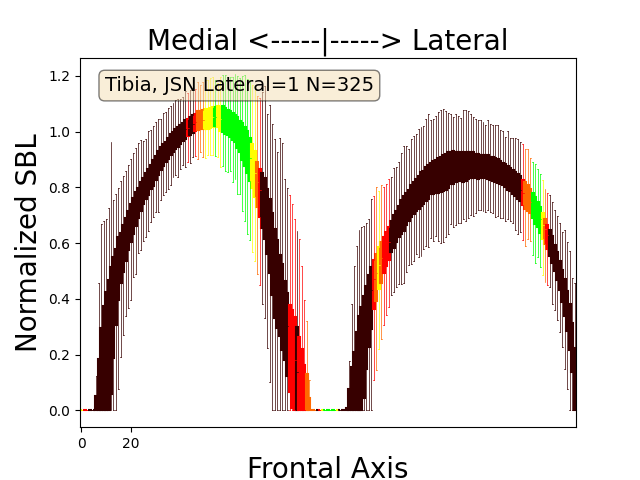 Medial <-----|-----> Lateral
Tibia, JSN Lateral=1 N=325
Normalized SBL
1.2
1.0
0.8
0.6
0.4
0.2
0.0
0 20
Frontal Axis